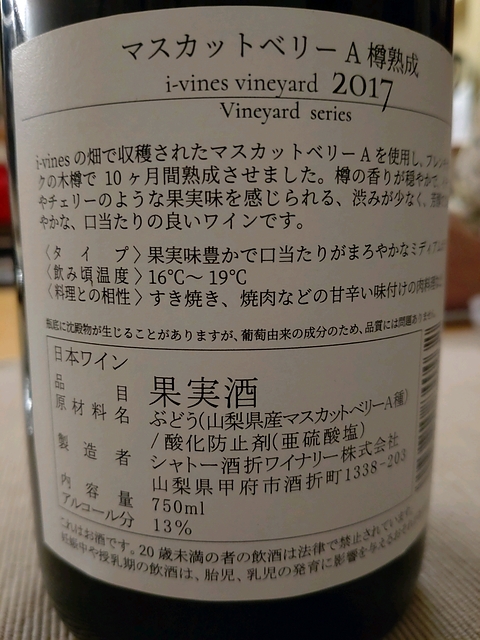 マスカットベリーA 樽熟成
i-vines vineyard 2017
Vineyard series
i-vinesの畑で収穫されたマスカットベリーAを使用し、フレン
クの木樽で10ヶ月間熟成させました。樽の香りが穏やかで、
やチェリーのような果実味を感じられる、渋みが少なく、
やかな、口当たりの良いワインです。
〈タイプ〉果実味豊かで口当たりがまろやかなミディアム
〈飲み頃温度〉16℃～19℃
〈料理との相性〉すき焼き、焼肉などの甘辛い味付けの肉料理
瓶底に沈殿物が生じることがありますが、葡萄由来の成分のため、品質には問題ありません。
日本ワイン
品目 果実酒
原材料名 ぶどう(山梨県産マスカットベリーA種)
/酸化防止剤(亜硫酸塩)
製造者 シャトー酒折ワイナリー株式会社
山梨県甲府市酒折町1338-203
内容量 750ml
アルコール分 13%
これはお酒です。20歳未満の者の飲酒は法律で禁止されています。
妊娠中や授乳期の飲酒は、胎児、乳児の発育に影響を与えるおそれ